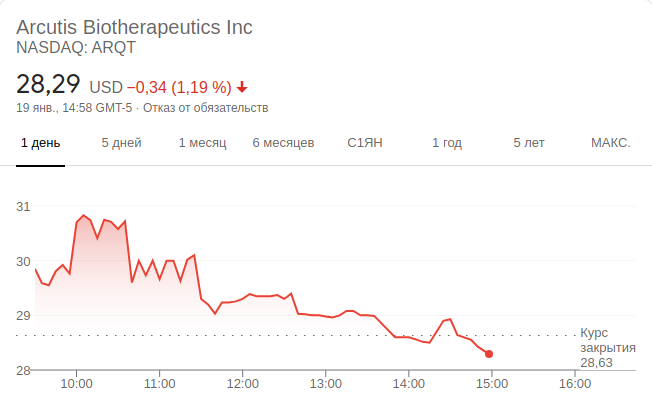 Arcutis Biotherapeutics Inc
NASDAQ: ARQT
28,29 USD −0,34 (1,19 %)
19 янв., 14:58 GMT-5 · Отказ от обязательств
1 день 5 дней 1 месяц 6 месяцев С1ЯН 1 год 5 лет МАКС.
31
30
29
28
Курс
закрытия
28,63
10:00 11:00 12:00 13:00 14:00 15:00 16:00